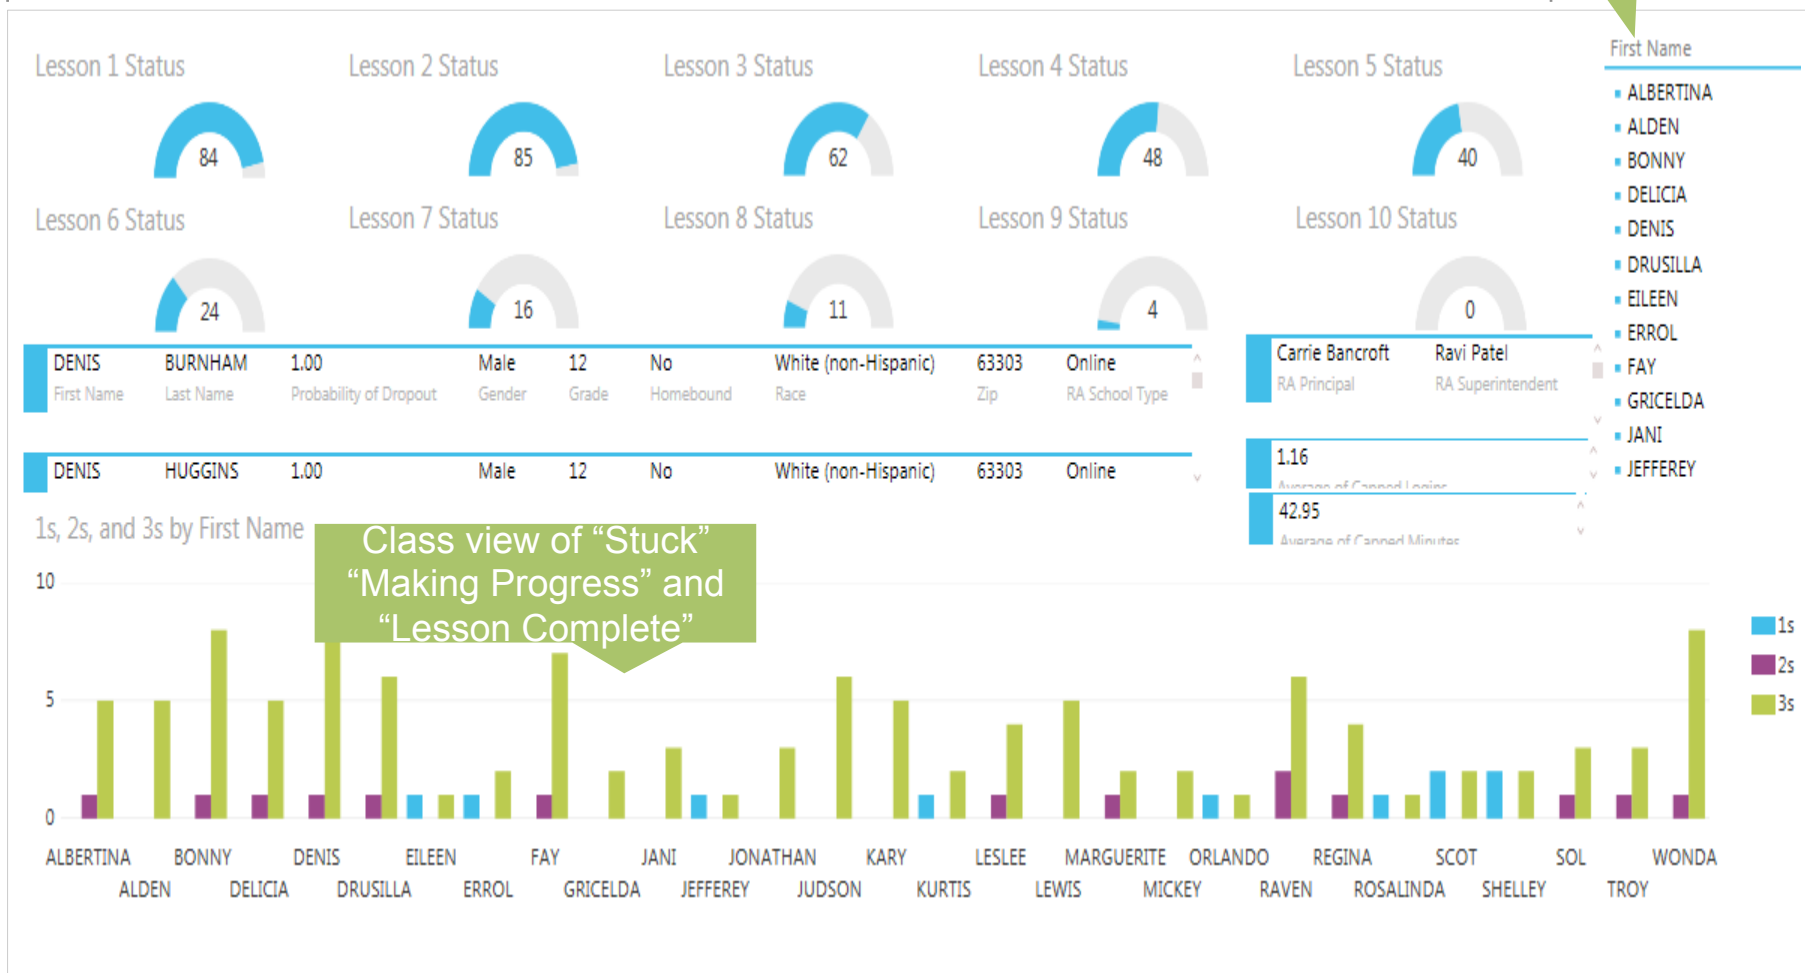 Lesson 1 Status
Lesson 2 Status
Lesson 3 Status
Lesson 4 Status
Lesson 5 Status
84
85
62
48
40
Lesson 6 Status
Lesson 7 Status
Lesson 8 Status
Lesson 9 Status
Lesson 10 Status
24
16
11
4
0
First Name
ALBERTINA
ALDEN
BONNY
DELICIA
DENIS
DRUSILLA
EILEEN
ERROL
FAY
GRICELDA
JANI
JEFFEREY
DENIS BURNHAM 1.00 Male 12 No White (non-Hispanic) 63303 Online
First Name Last Name Probability of Dropout Gender Grade Homebound Race Zip RA School Type
Carrie Bancroft Ravi Patel
RA Principal RA Superintendent
DENIS HUGGINS 1.00 Male 12 No White (non-Hispanic) 63303 Online
1.16
Average of Capped Logins
42.95
Average of Capped Minutes
1s, 2s, and 3s by First Name
Class view of “Stuck”
“Making Progress” and
“Lesson Complete”
10
5
0
1s
2s
3s
ALBERTINA BONNY DENIS EILEEN FAY JANI JONATHAN KARY LESLEE MARGUERITE ORLANDO REGINA SCOT SOL WONDA
ALDEN DELICIA DRUSILLA ERROL GRICELDA JEFFEREY JUDSON KURTIS LEWIS MICKEY RAVEN ROSALINDA SHELLEY TROY